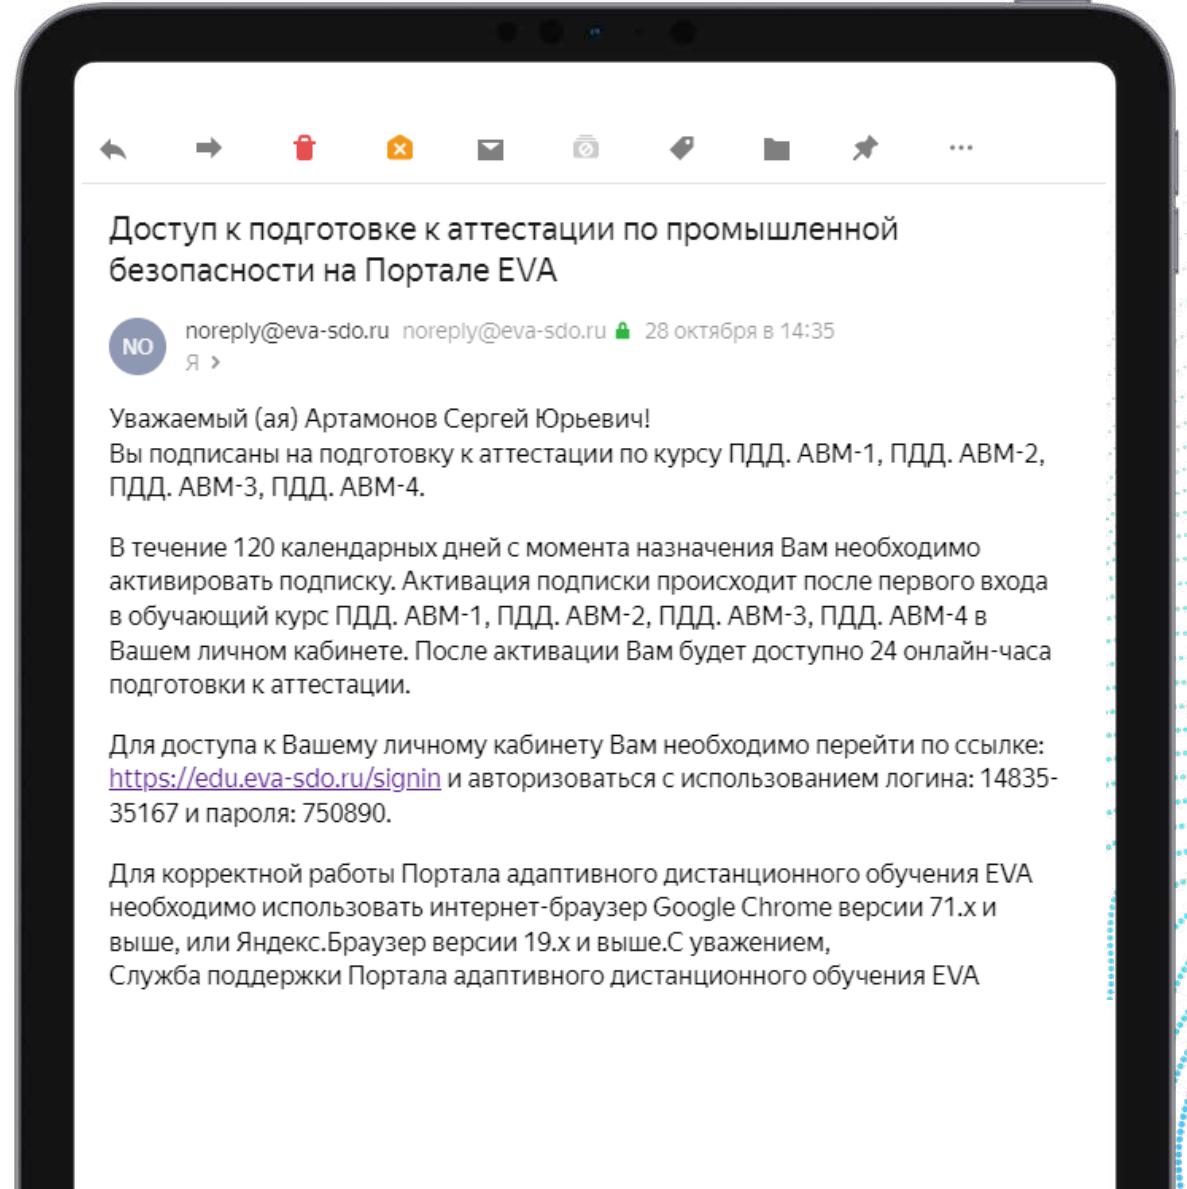 Доступ к подготовке к аттестации по промышленной
безопасности на Портале EVA
NO
noreply@eva-sdo.ru noreply@eva-sdo.ru 28 октября в 14:35
Я >
Уважаемый (ая) Артамонов Сергей Юрьевич!
Вы подписаны на подготовку к аттестации по курсу ПДД. АВМ-1, ПДД. АВМ-2,
ПДД. АВМ-3, ПДД. АВМ-4.
В течение 120 календарных дней с момента назначения Вам необходимо
активировать подписку. Активация подписки происходит после первого входа
в обучающий курс ПДД. АВМ-1, ПДД. АВМ-2, ПДД. АВМ-3, ПДД. АВМ-4 в
Вашем личном кабинете. После активации Вам будет доступно 24 онлайн-часа
подготовки к аттестации.
Для доступа к Вашему личному кабинету Вам необходимо перейти по ссылке:
https://edu.eva-sdo.ru/signin и авторизоваться с использованием логина: 14835-
35167 и пароля: 750890.
Для корректной работы Портала адаптивного дистанционного обучения EVA
необходимо использовать интернет-браузер Google Chrome версии 71.x и
выше, или Яндекс.Браузер версии 19.x и выше.С уважением,
Служба поддержки Портала адаптивного дистанционного обучения EVA